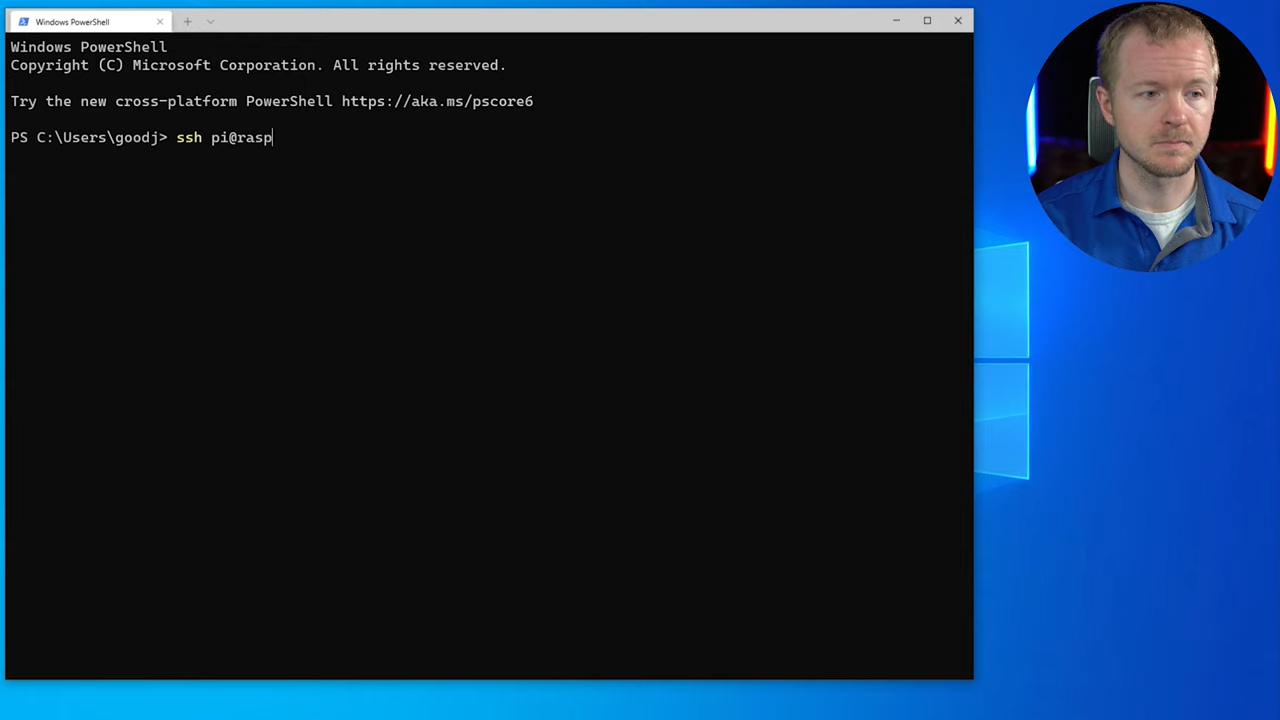 Windows PowerShell
Windows PowerShell
Copyright (C) Microsoft Corporation. All rights reserved.
Try the new cross-platform PowerShell https://aka.ms/pscore6
PS C:\Users\goodj> ssh pi@rasp